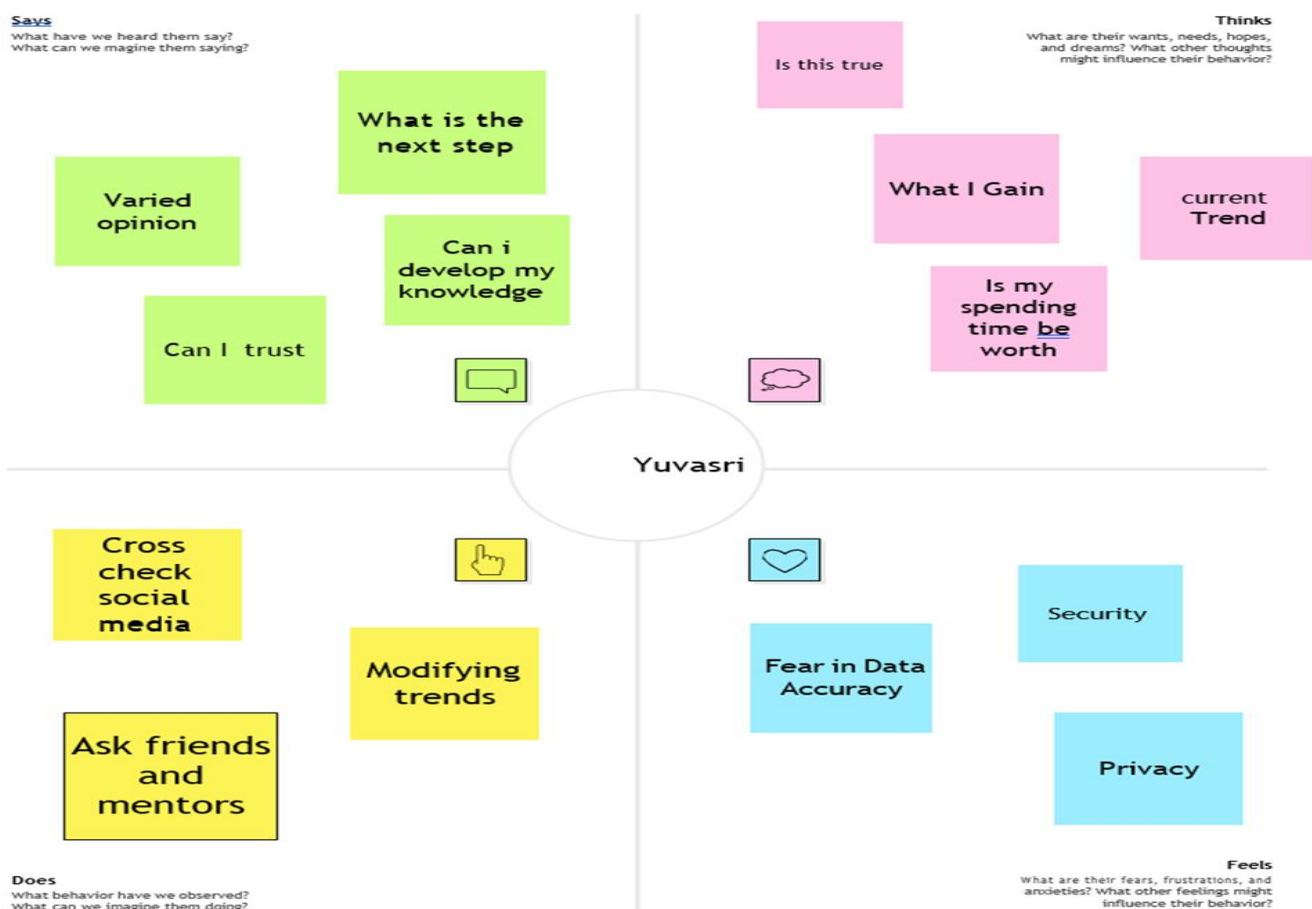 Says
What have we heard them say?
What can we magine them saying?
What is the
next step
Varied
opinion
Can i
develop my
knowledge
Can I trust
Thinks
What are their wants, needs, hopes,
and dreams? What other thoughts
might influence their behavior?
Is this true
What I Gain
current
Trend
Is my
spending
time be
worth
Yuvasri
Cross
check
social
media
Modifying
trends
Ask friends
and
mentors
Does
What behavior have we observed?
What can we imagine them doing?
Security
Fear in Data
Accuracy
Privacy
Feels
What are their fears, frustrations, and
anxieties? What other feelings might
influence their behavior?